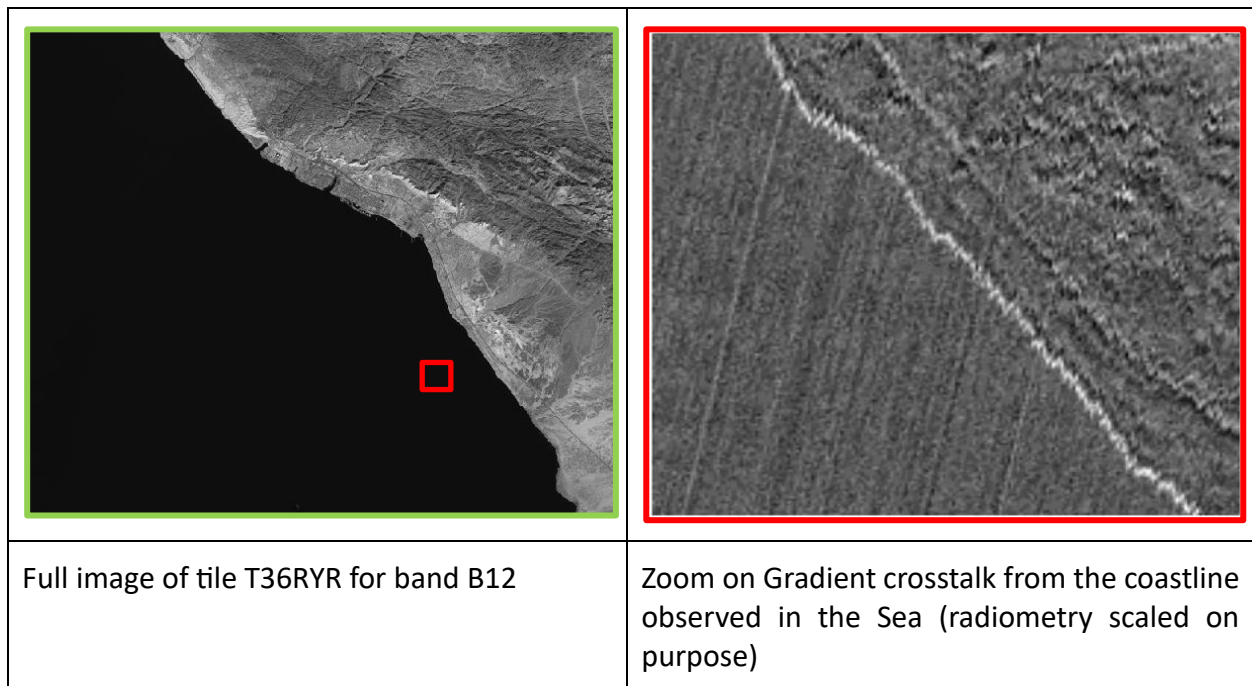 Full image of tile T36RYR for band B12
Zoom on Gradient crosstalk from the coastline
observed in the Sea (radiometry scaled on
purpose)